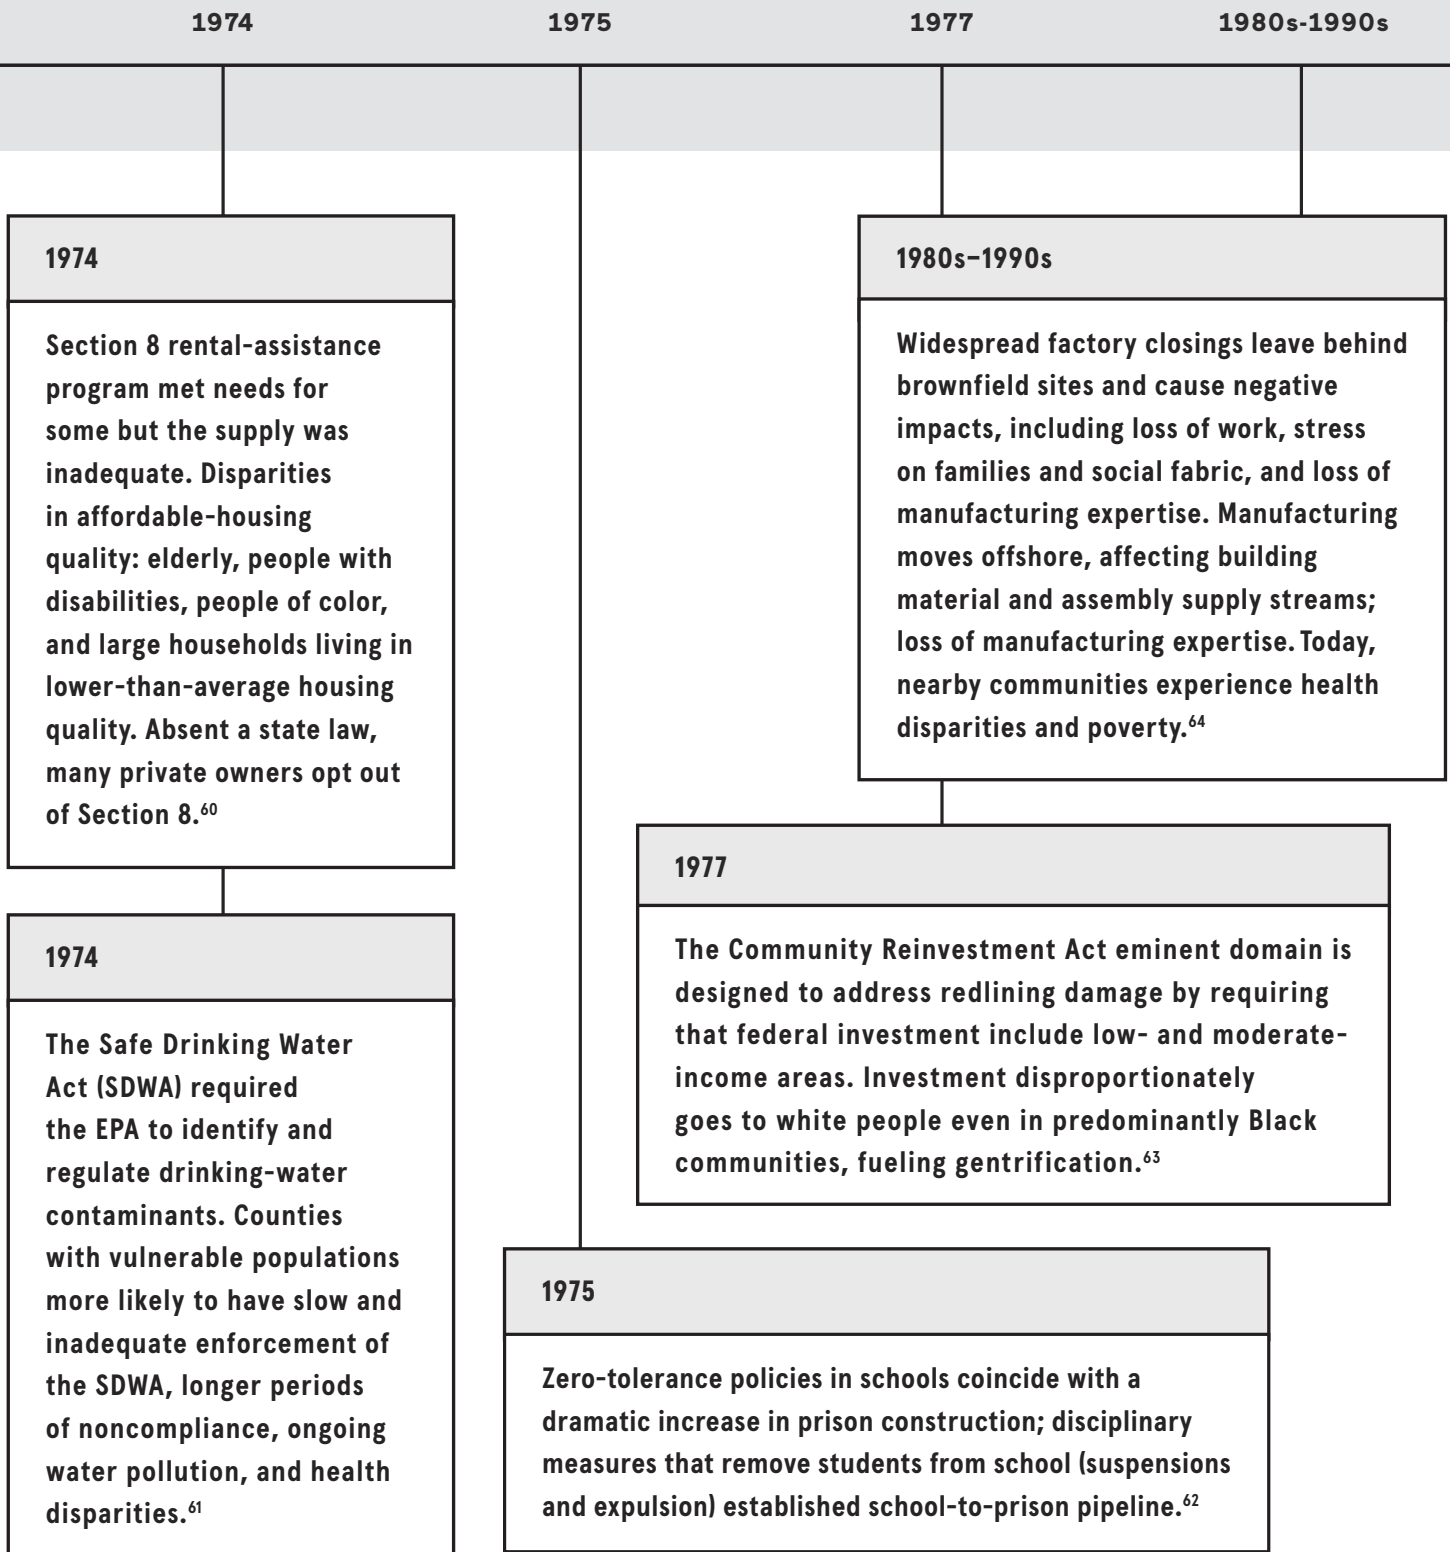 1974
1975
1977
1980s-1990s
1974
Section 8 rental-assistance
program met needs for
some but the supply was
inadequate. Disparities
in affordable-housing
quality: elderly, people with
disabilities, people of color,
and large households living in
lower-than-average housing
quality. Absent a state law,
many private owners opt out
of Section 8.60
1974
The Safe Drinking Water
Act (SDWA) required
the EPA to identify and
regulate drinking-water
contaminants. Counties
with vulnerable populations
more likely to have slow and
inadequate enforcement of
the SDWA, longer periods
of noncompliance, ongoing
water pollution, and health
disparities.61
1980s–1990s
Widespread factory closings leave behind
brownfield sites and cause negative
impacts, including loss of work, stress
on families and social fabric, and loss of
manufacturing expertise. Manufacturing
moves offshore, affecting building
material and assembly supply streams;
loss of manufacturing expertise. Today,
nearby communities experience health
disparities and poverty.64
1977
The Community Reinvestment Act eminent domain is
designed to address redlining damage by requiring
that federal investment include low- and moderate-
income areas. Investment disproportionately
goes to white people even in predominantly Black
communities, fueling gentrification.63
1975
Zero-tolerance policies in schools coincide with a
dramatic increase in prison construction; disciplinary
measures that remove students from school (suspensions
and expulsion) established school-to-prison pipeline.62